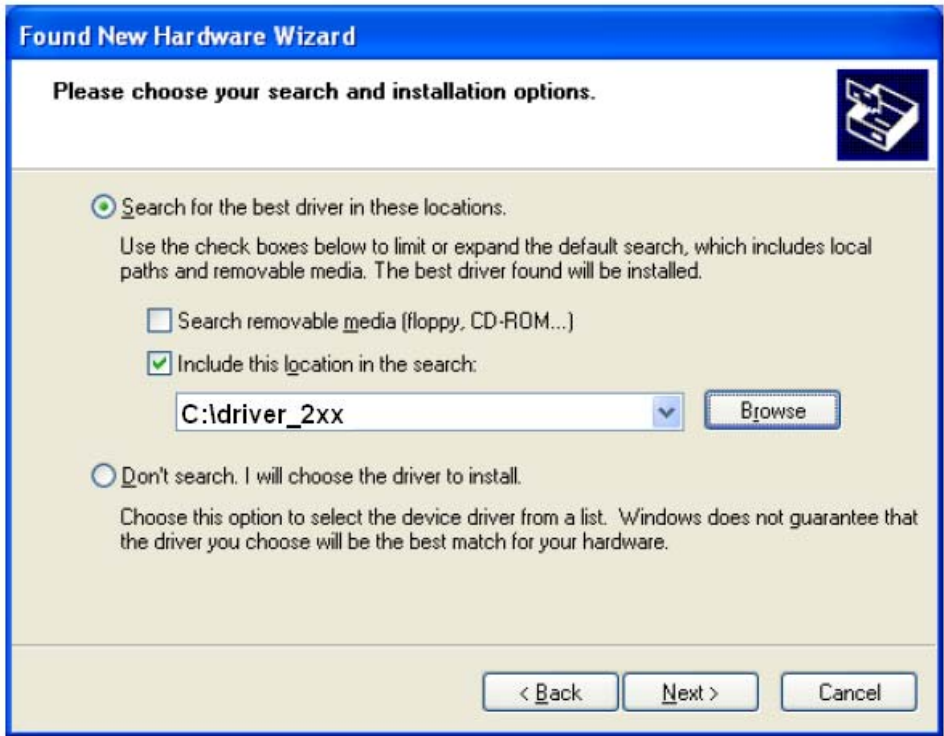 Found New Hardware Wizard
Please choose your search and installation options.
Search for the best driver in these locations.
Use the check boxes below to limit or expand the default search, which includes local
paths and removable media. The best driver found will be installed.
Search removable media (floppy, CD-ROM...)
Include this location in the search:
C:\driver_2xx
Browse
Don't search. I will choose the driver to install.
Choose this option to select the device driver from a list. Windows does not guarantee that
the driver you choose will be the best match for your hardware.
< Back
Next >
Cancel